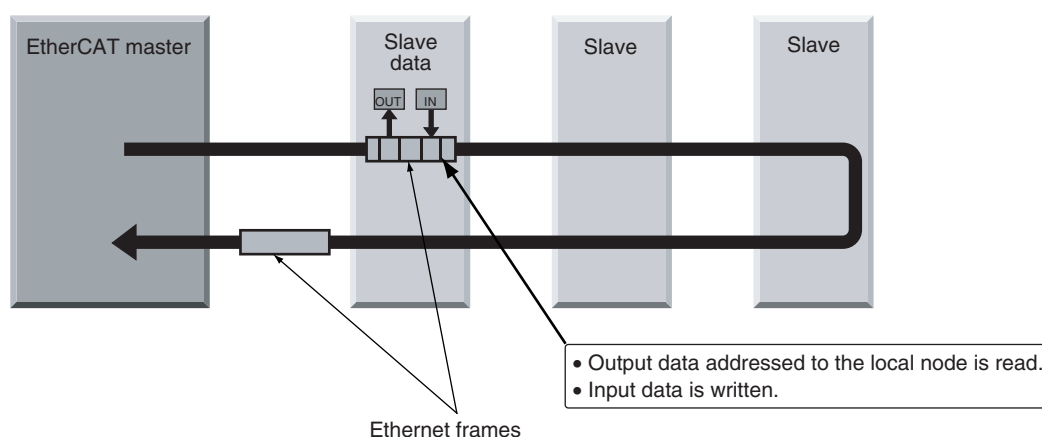 EtherCAT master
Slave
data
Slave
Slave
OUT
IN
• Output data addressed to the local node is read.
• Input data is written.
Ethernet frames